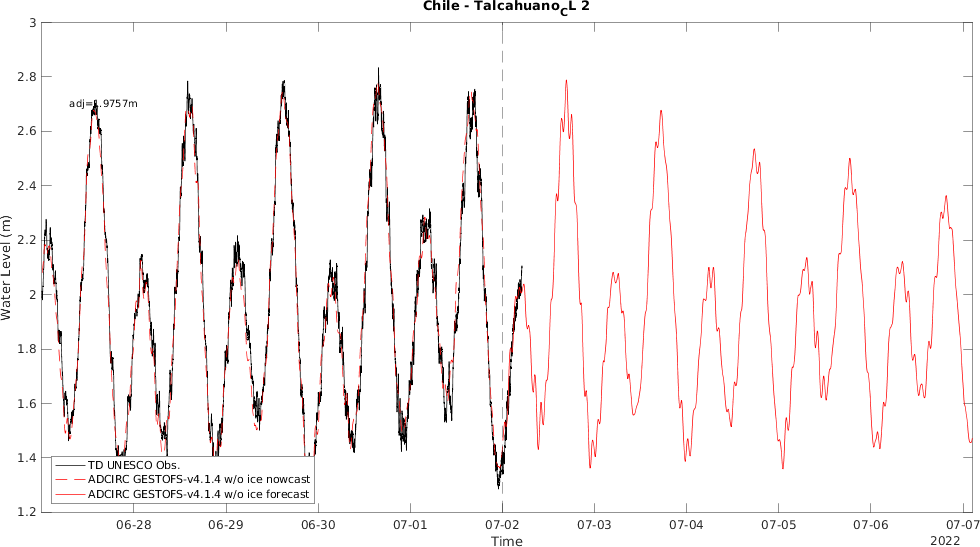 Chile - Talcahuano_CL 2
3
2.8
2.6
2.4
2.2
2
1.8
1.6
1.4
1.2
Water Level (m)
adj=1.9757m
TD UNESCO Obs.
ADCIRC GESTOFS-v4.1.4 w/o ice nowcast
ADCIRC GESTOFS-v4.1.4 w/o ice forecast
06-28 06-29 06-30 07-01 07-02 07-03 07-04 07-05 07-06 07-07
Time
2022